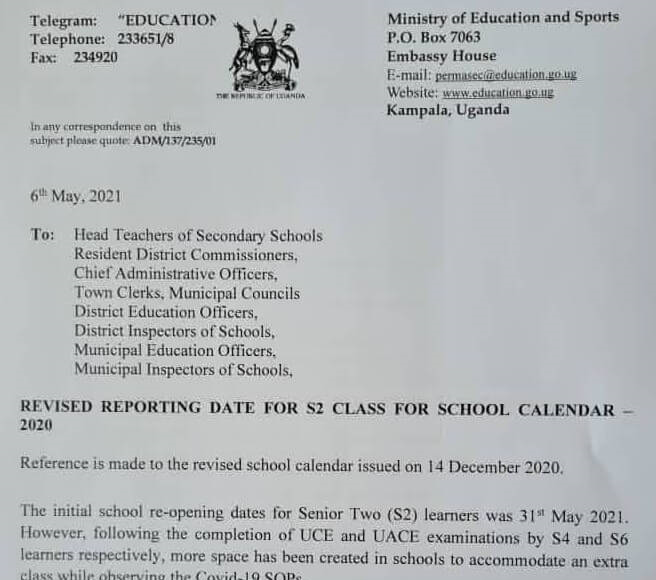 Telegram: "EDUCATION
Telephone: 233651/8
Fax: 234920
THE REPUBLIC OF UGANDA
Ministry of Education and Sports
P.O. Box 7063
Embassy House
E-mail: permasec@education.go.ug
Website: www.education.go.ug
Kampala, Uganda
In any correspondence on this
subject please quote: ADM/137/235/01
6th May, 2021
To: Head Teachers of Secondary Schools
Resident District Commissioners,
Chief Administrative Officers,
Town Clerks, Municipal Councils
District Education Officers,
District Inspectors of Schools,
Municipal Education Officers,
Municipal Inspectors of Schools,
REVISED REPORTING DATE FOR S2 CLASS FOR SCHOOL CALENDAR –
2020
Reference is made to the revised school calendar issued on 14 December 2020.
The initial school re-opening dates for Senior Two (S2) learners was 31st May 2021.
However, following the completion of UCE and UACE examinations by S4 and S6
learners respectively, more space has been created in schools to accommodate an extra
class while observing the Covid-19 SOPs